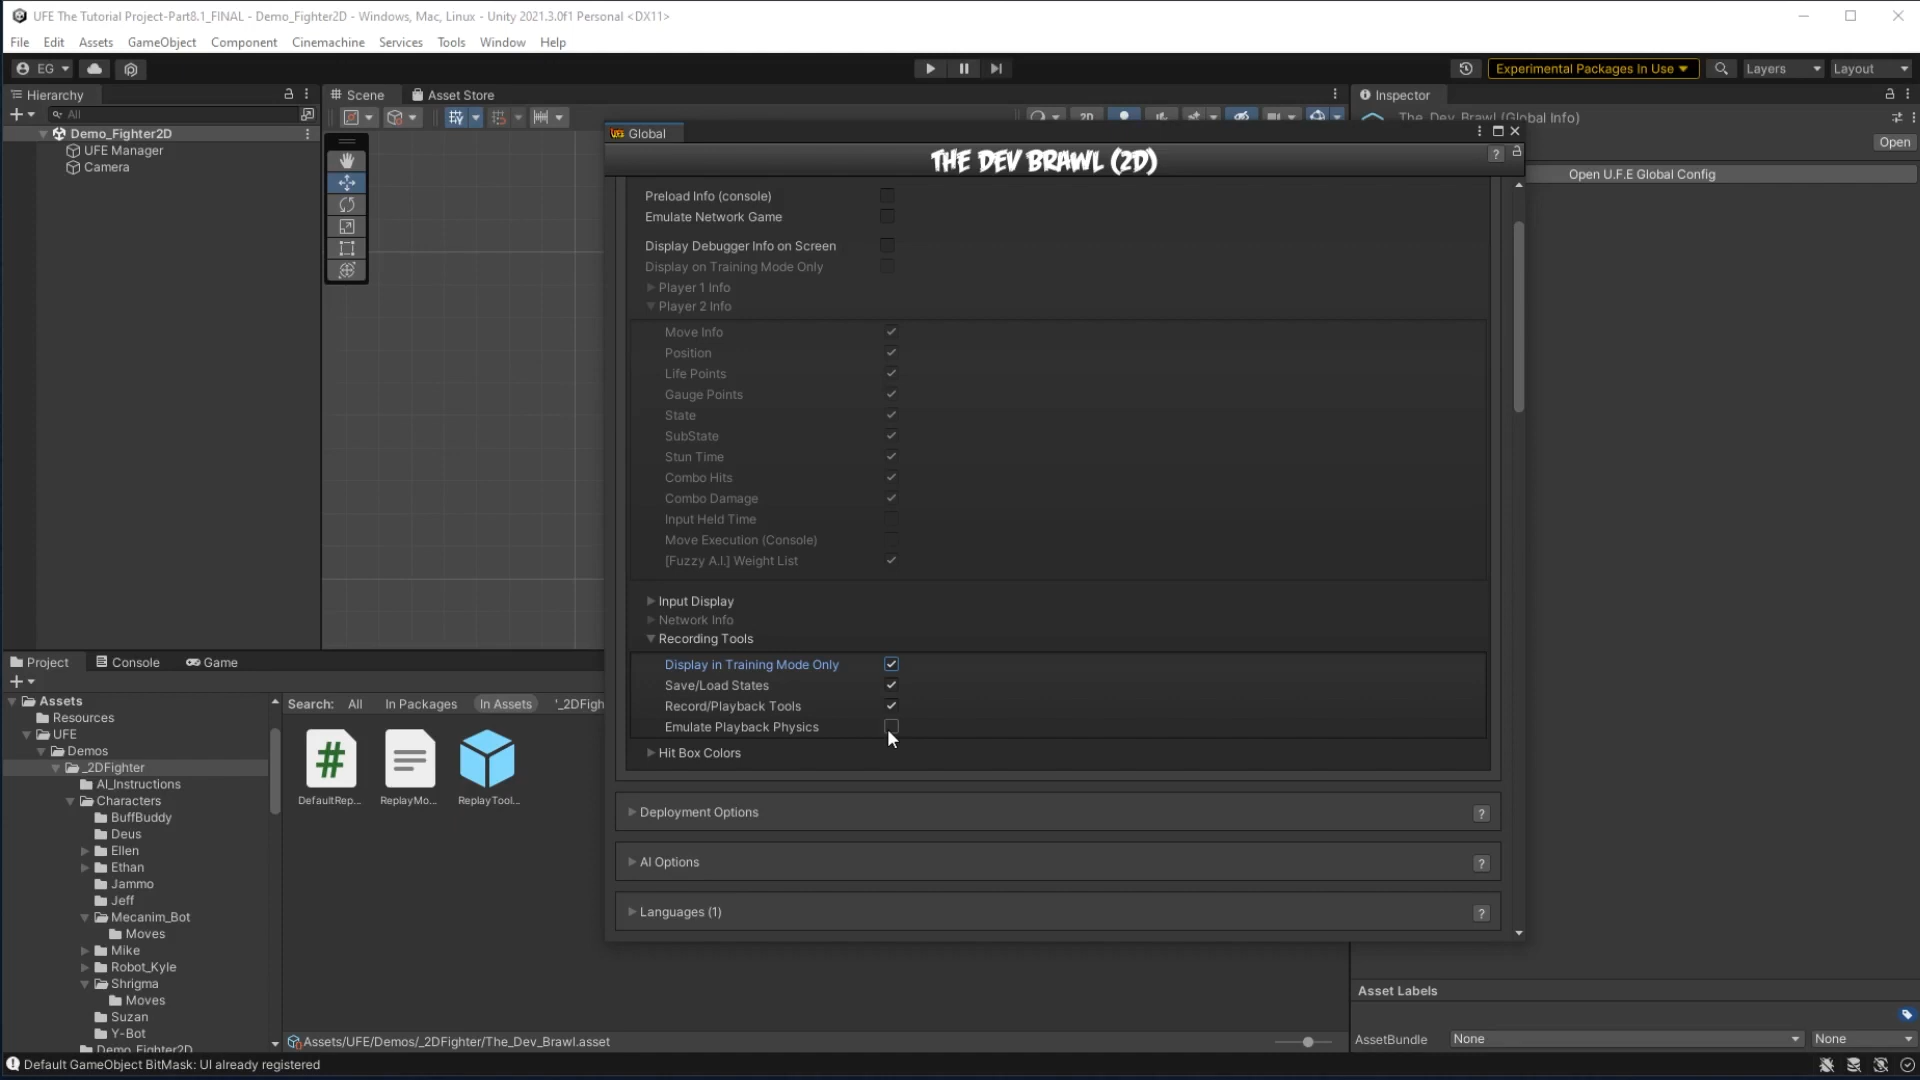 UFE The Tutorial Project-Part8.1_FINAL - Demo_Fighter2D - Windows, Mac, Linux - Unity 2021.3.0f1 Personal <DX11>
File Edit Assets GameObject Component Cinemachine Services Tools Window Help
EG Experimental Packages In Use Layers Layout
Hierarchy
All
Demo_Fighter2D
UFE Manager
Camera
Scene Asset Store
2D
Global
THE DEV BRAWL (2D)
?
Preload Info (console)
Emulate Network Game
Display Debugger Info on Screen
Display on Training Mode Only
Player 1 Info
Player 2 Info
Move Info
Position
Life Points
Gauge Points
State
SubState
Stun Time
Combo Hits
Combo Damage
Input Held Time
Move Execution (Console)
[Fuzzy A.I.] Weight List
Input Display
Network Info
Recording Tools
Display in Training Mode Only
Save/Load States
Record/Playback Tools
Emulate Playback Physics
Hit Box Colors
Deployment Options ?
AI Options ?
Languages (1) ?
Inspector
The_Dev_Brawl (Global Info)
Open
Open U.F.E Global Config
Project Console Game
Assets
Resources
UFE
Demos
_2DFighter
AI_Instructions
Characters
BuffBuddy
Deus
Ellen
Ethan
Jammo
Jeff
Mecanim_Bot
Moves
Mike
Robot_Kyle
Shrigma
Moves
Suzan
Y-Bot
Demo_Fighter2D
Search: All In Packages In Assets '_2DFigh
DefaultRep... ReplayMo... ReplayTool...
Assets/UFE/Demos/_2DFighter/The_Dev_Brawl.asset
Asset Labels
AssetBundle None None
Default GameObject BitMask: UI already registered